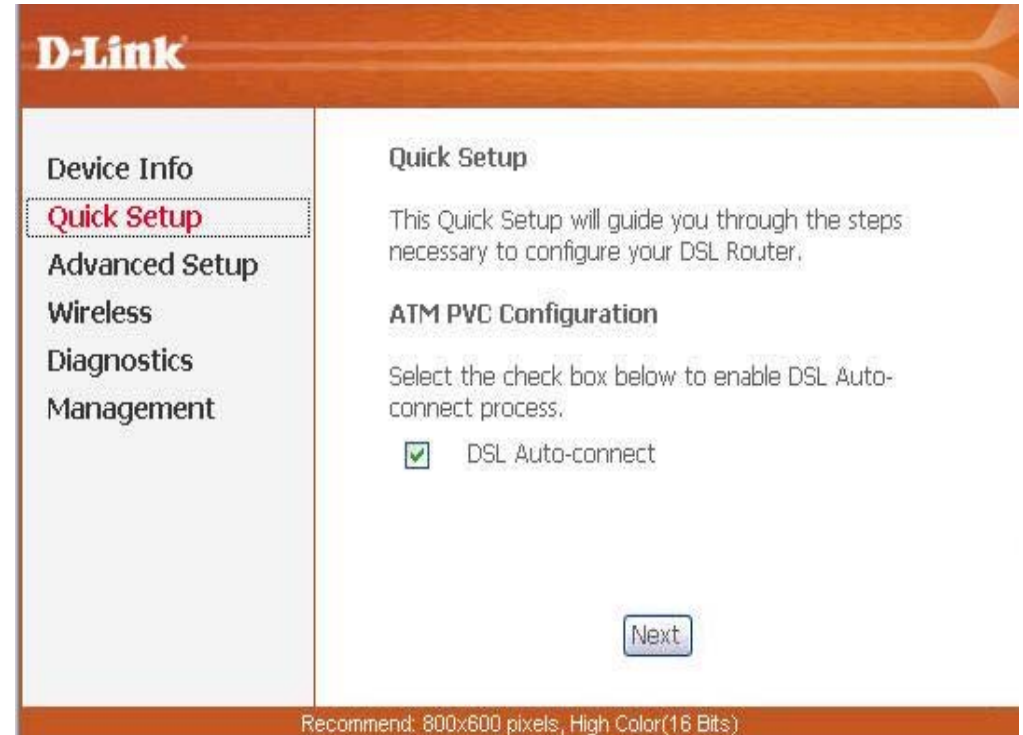 D-Link
Device Info
Quick Setup
Advanced Setup
Wireless
Diagnostics
Management
Quick Setup
This Quick Setup will guide you through the steps
necessary to configure your DSL Router.
ATM PVC Configuration
Select the check box below to enable DSL Auto-
connect process.
DSL Auto-connect
Next
Recommend: 800x600 pixels, High Color(16 Bits)